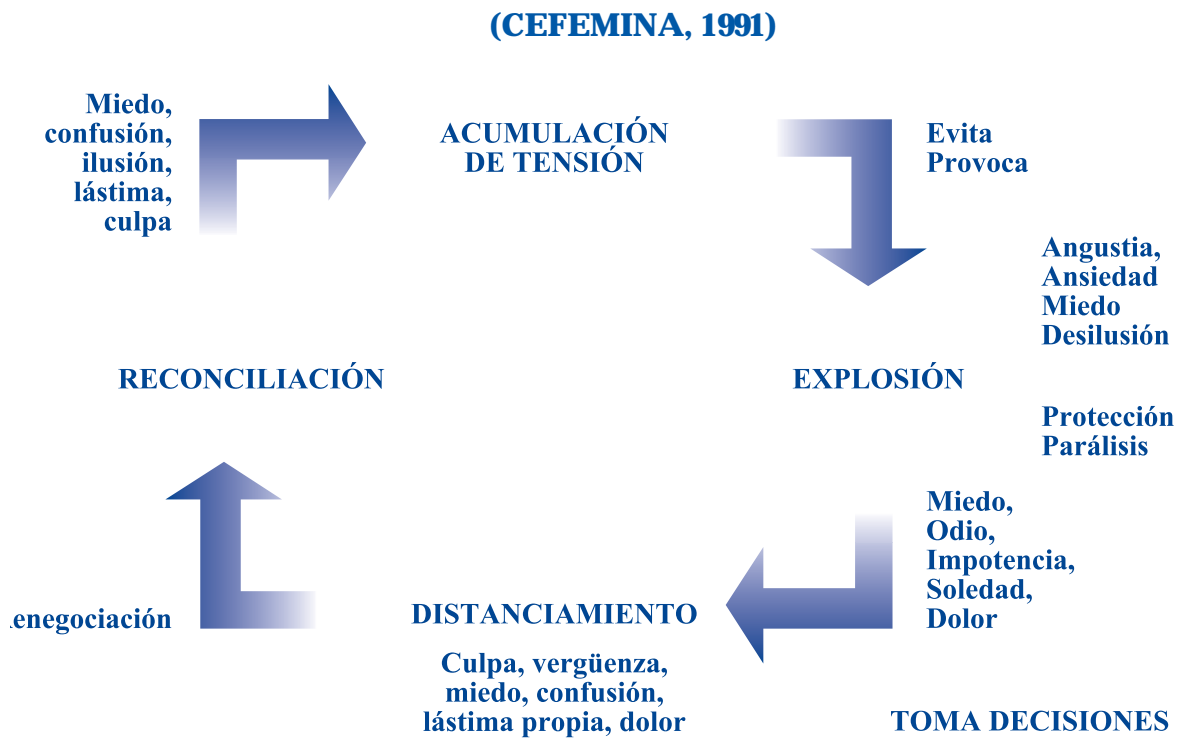 (CEFEMINA, 1991)
Miedo,
confusión,
ilusión,
lástima,
culpa
ACUMULACIÓN
DE TENSIÓN
Evita
Provoca
Angustia,
Ansiedad
Miedo
Desilusión
RECONCILIACIÓN
EXPLOSIÓN
Protección
Parálisis
Miedo,
Odio,
Impotencia,
Soledad,
Dolor
enegociación
DISTANCIAMIENTO
Culpa, vergüenza,
miedo, confusión,
lástima propia, dolor
TOMA DECISIONES